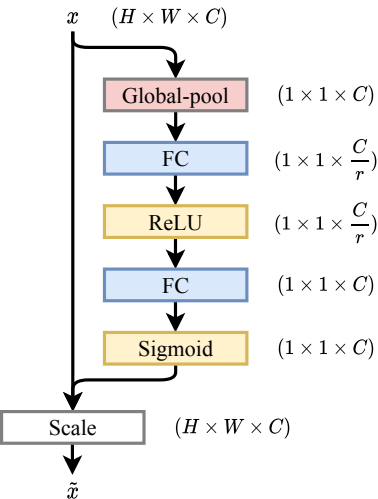 x (H × W × C)
Global-pool (1 × 1 × C)
FC (1 × 1 × C/r)
ReLU (1 × 1 × C/r)
FC (1 × 1 × C)
Sigmoid (1 × 1 × C)
Scale (H × W × C)
x̃